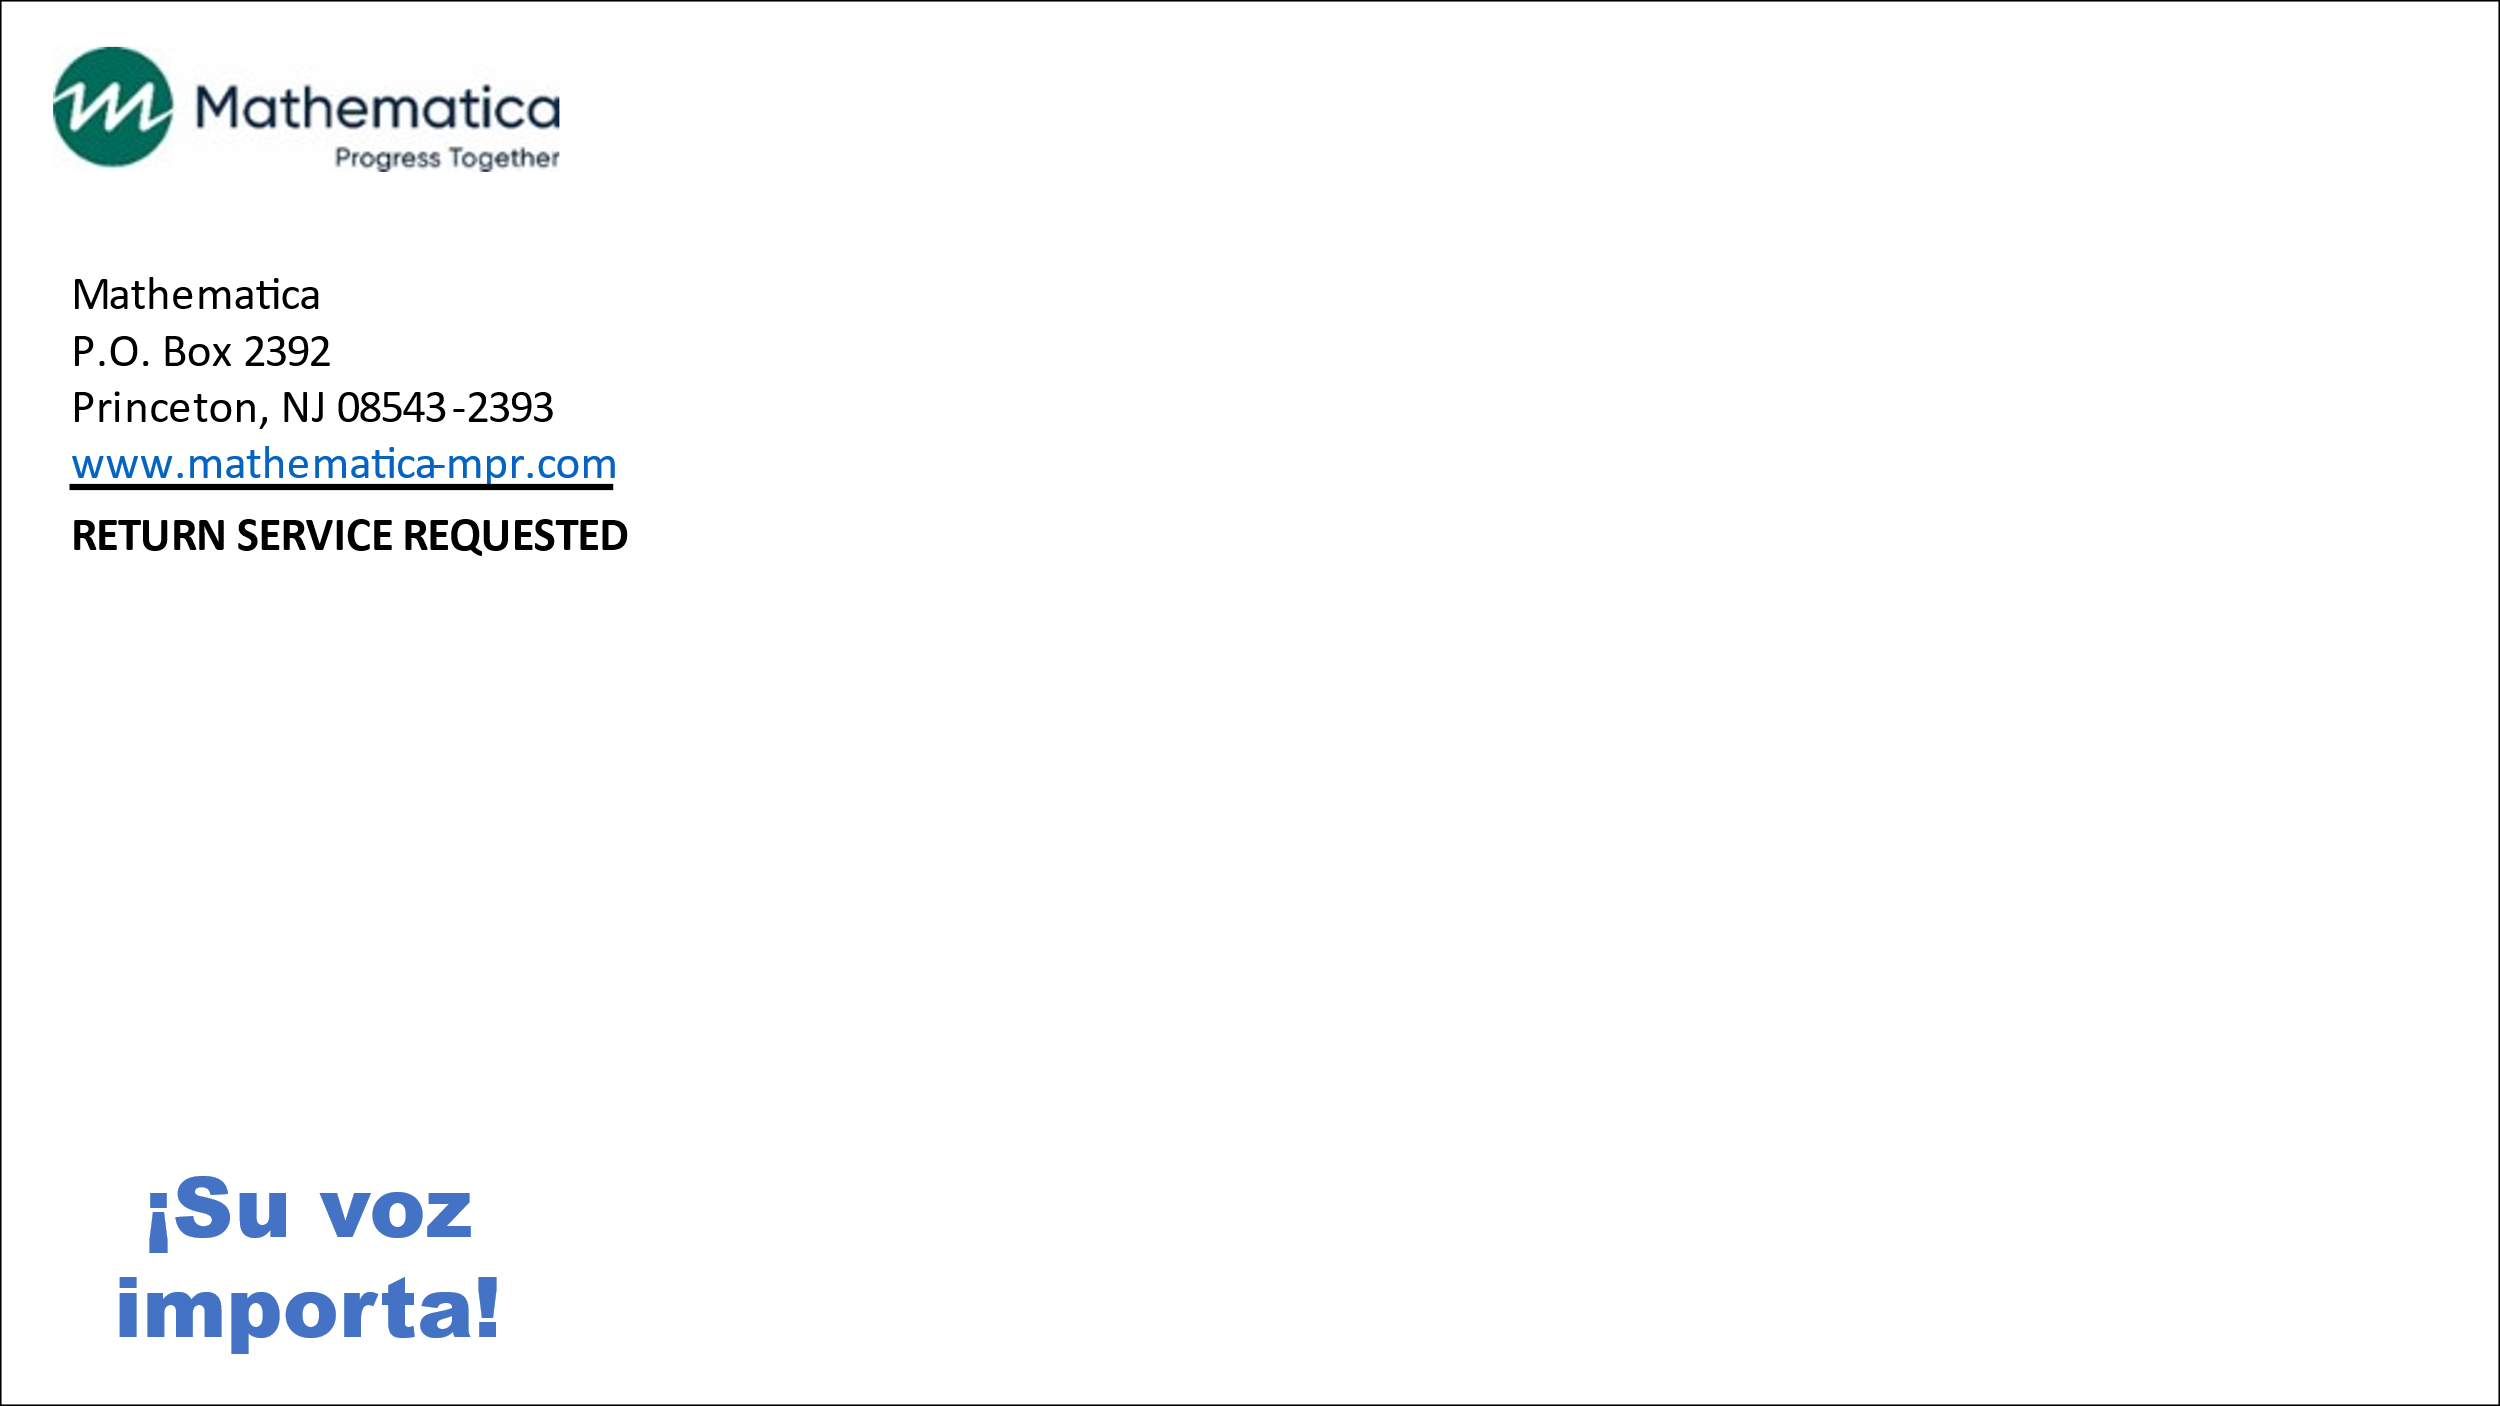 Mathematica
Progress Together
Mathematica
P.O. Box 2392
Princeton, NJ 08543-2393
www.mathematica-mpr.com
RETURN SERVICE REQUESTED
¡Su voz
importa!